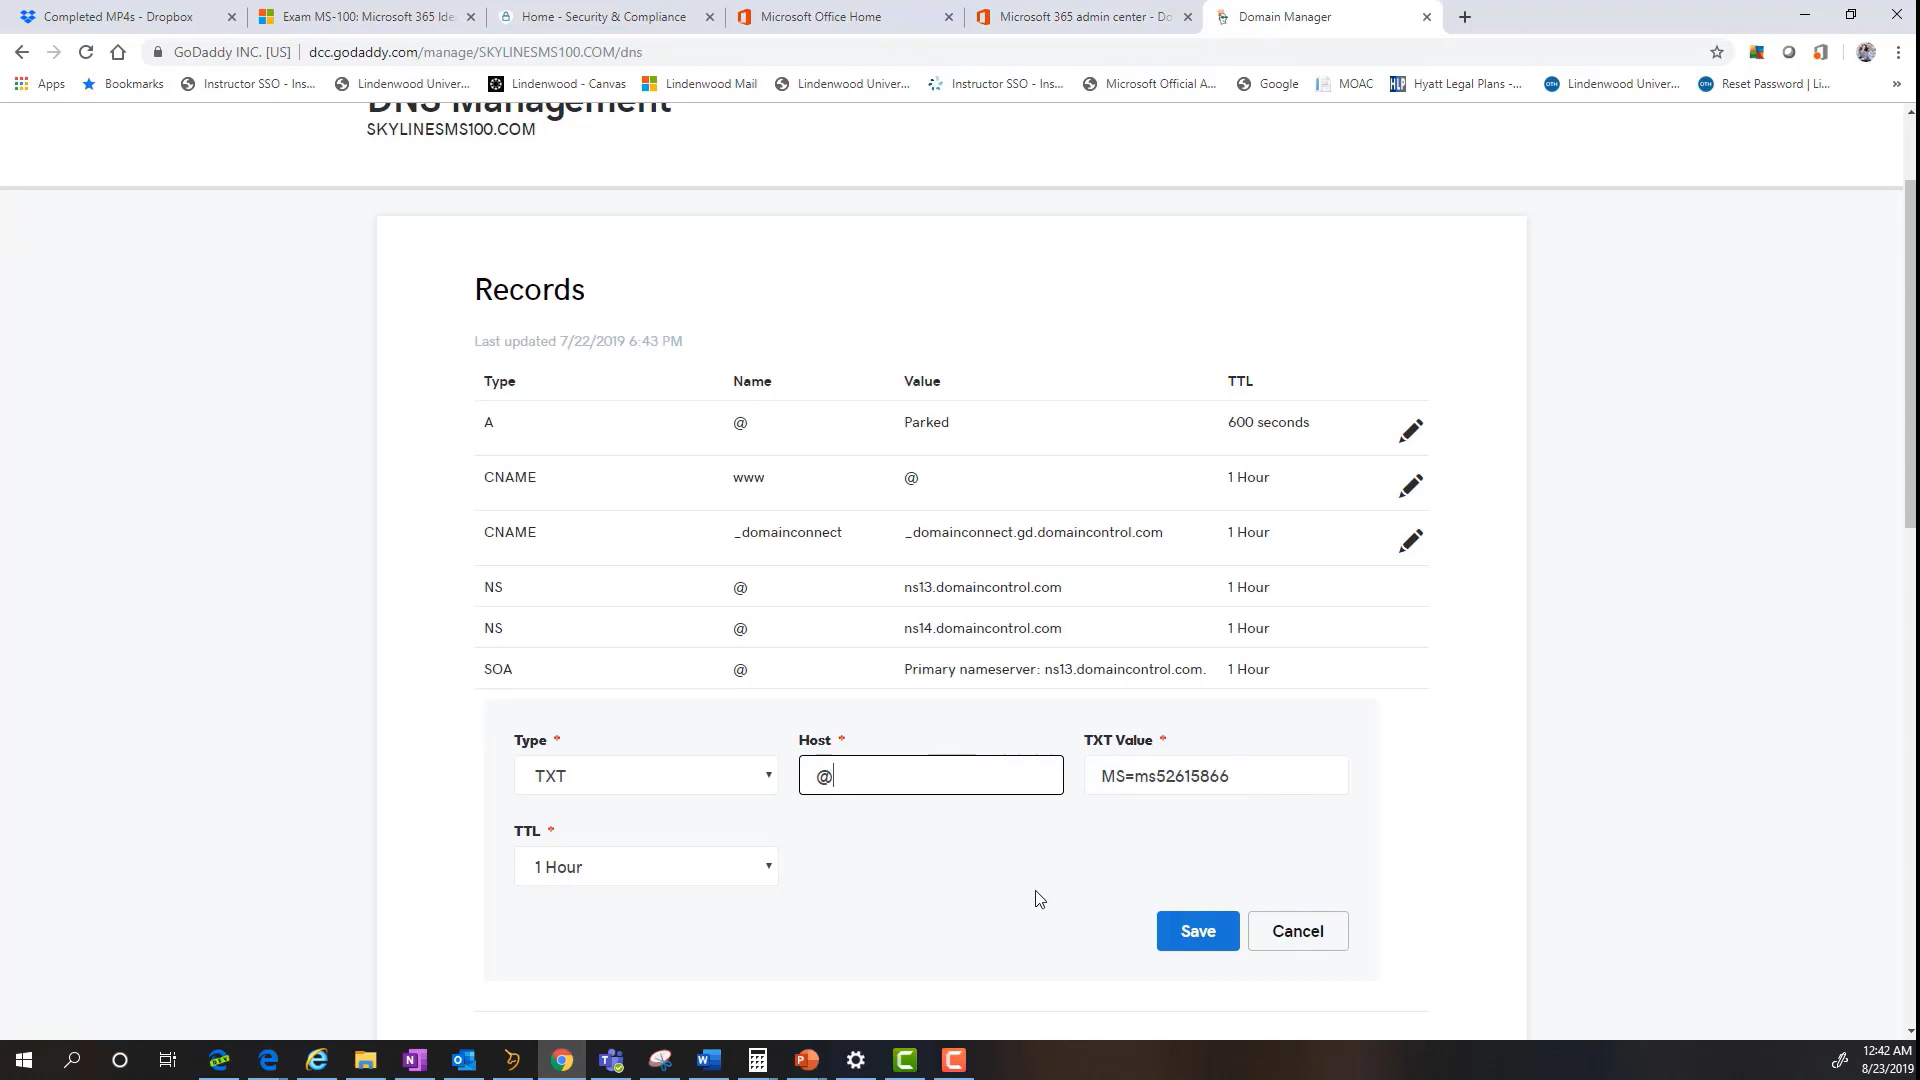 Completed MP4s - Dropbox
Exam MS-100: Microsoft 365 Ide
Home - Security & Compliance
Microsoft Office Home
Microsoft 365 admin center - Do
Domain Manager
GoDaddy INC. [US] | dcc.godaddy.com/manage/SKYLINESMS100.COM/dns
Apps
Bookmarks
Instructor SSO - Ins...
Lindenwood Univer...
Lindenwood - Canvas
Lindenwood Mail
Lindenwood Univer...
Instructor SSO - Ins...
Microsoft Official A...
Google
MOAC
HLP Hyatt Legal Plans -...
Lindenwood Univer...
Reset Password | Li...
DNS Management
SKYLINESMS100.COM
Records
Last updated 7/22/2019 6:43 PM
Type Name Value TTL
A @ Parked 600 seconds
CNAME www @ 1 Hour
CNAME _domainconnect _domainconnect.gd.domaincontrol.com 1 Hour
NS @ ns13.domaincontrol.com 1 Hour
NS @ ns14.domaincontrol.com 1 Hour
SOA @ Primary nameserver: ns13.domaincontrol.com. 1 Hour
Type * Host * TXT Value *
TXT @ MS=ms52615866
TTL *
1 Hour
Save Cancel
12:42 AM
8/23/2019